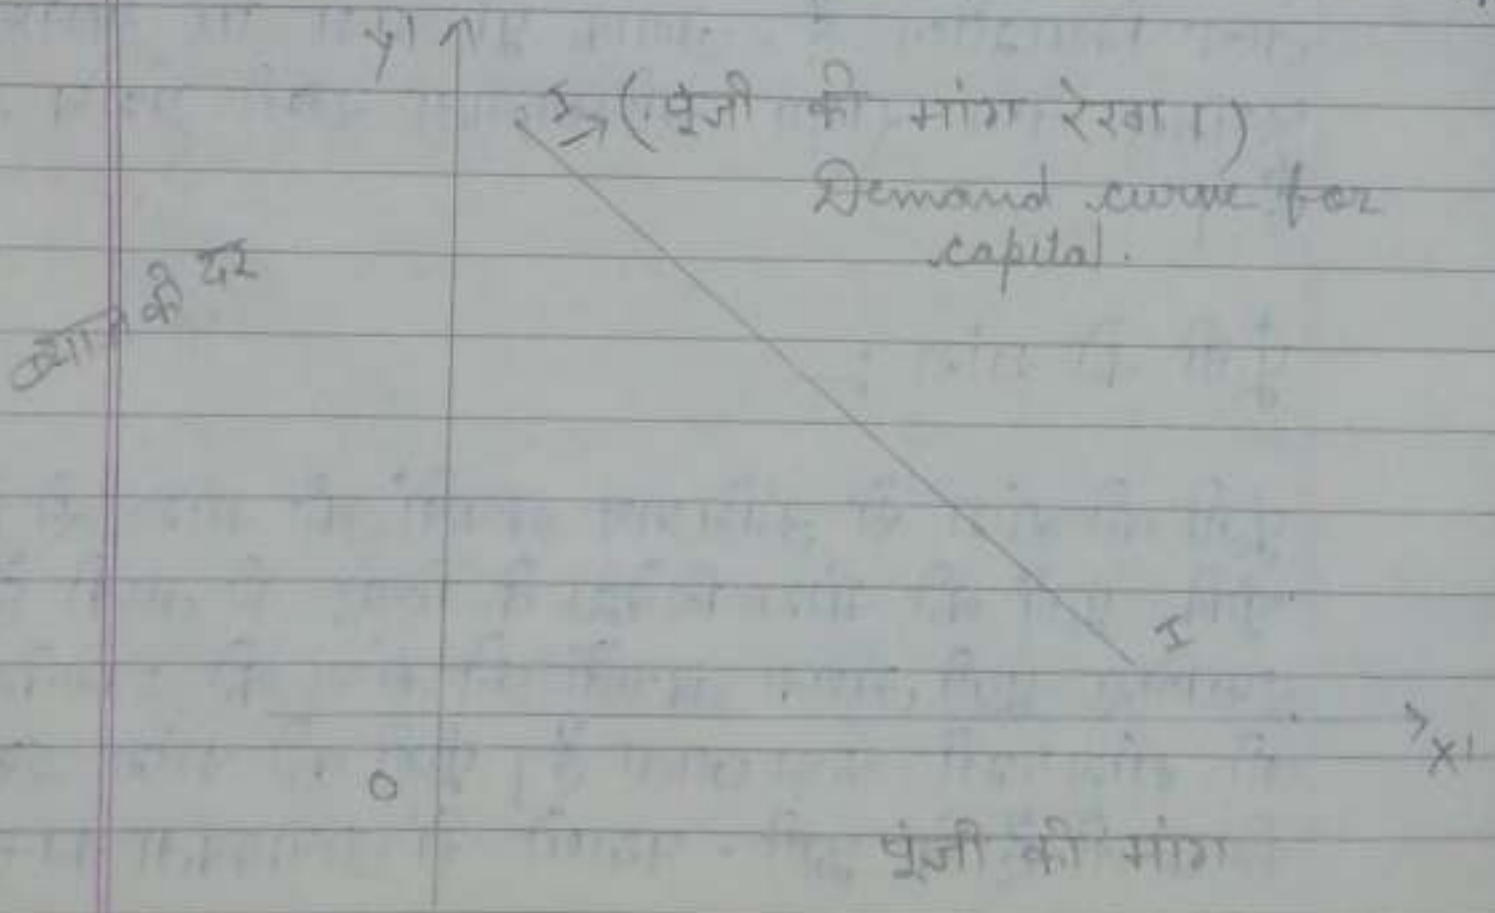 y'
I → (पूंजी की मांग रेखा।)
Demand curve for
capital.
ब्याज की दर
I
X'
O
पूंजी की मांग